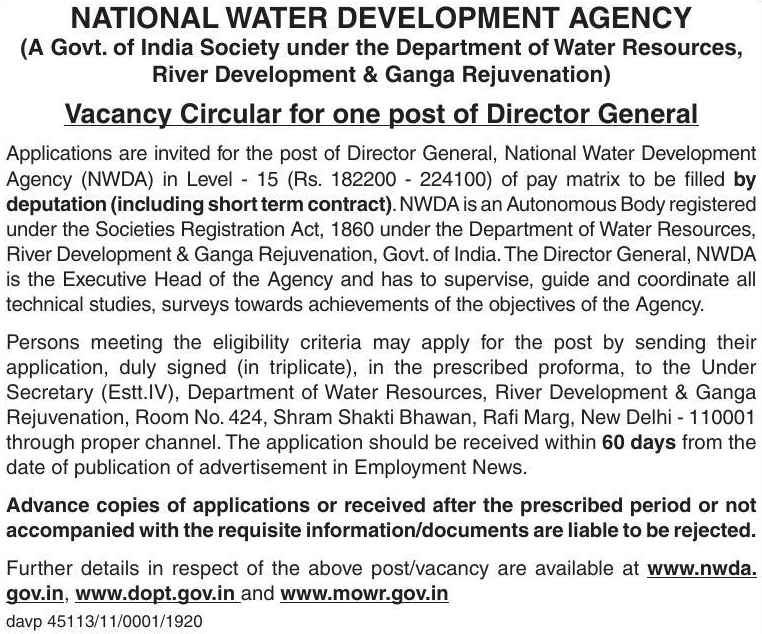 NATIONAL WATER DEVELOPMENT AGENCY
(A Govt. of India Society under the Department of Water Resources,
River Development & Ganga Rejuvenation)
Vacancy Circular for one post of Director General
Applications are invited for the post of Director General, National Water Development
Agency (NWDA) in Level - 15 (Rs. 182200 - 224100) of pay matrix to be filled by
deputation (including short term contract). NWDA is an Autonomous Body registered
under the Societies Registration Act, 1860 under the Department of Water Resources,
River Development & Ganga Rejuvenation, Govt. of India. The Director General, NWDA
is the Executive Head of the Agency and has to supervise, guide and coordinate all
technical studies, surveys towards achievements of the objectives of the Agency.
Persons meeting the eligibility criteria may apply for the post by sending their
application, duly signed (in triplicate), in the prescribed proforma, to the Under
Secretary (Estt.IV), Department of Water Resources, River Development & Ganga
Rejuvenation, Room No. 424, Shram Shakti Bhawan, Rafi Marg, New Delhi - 110001
through proper channel. The application should be received within 60 days from the
date of publication of advertisement in Employment News.
Advance copies of applications or received after the prescribed period or not
accompanied with the requisite information/documents are liable to be rejected.
Further details in respect of the above post/vacancy are available at www.nwda.
gov.in, www.dopt.gov.in and www.mowr.gov.in
davp 45113/11/0001/1920